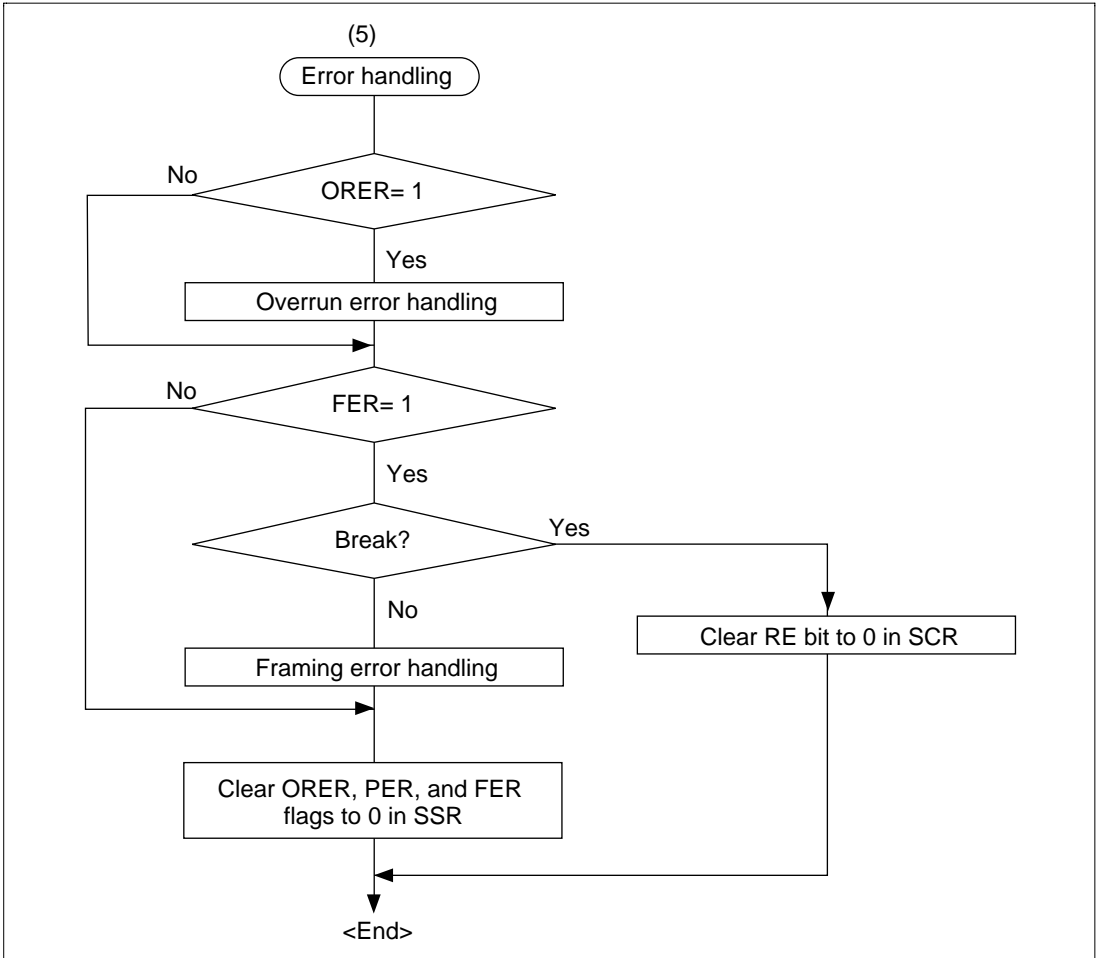 (5)
Error handling
No
ORER= 1
Yes
Overrun error handling
No
FER= 1
Yes
Break?
Yes
No
Clear RE bit to 0 in SCR
Framing error handling
Clear ORER, PER, and FER
flags to 0 in SSR
<End>